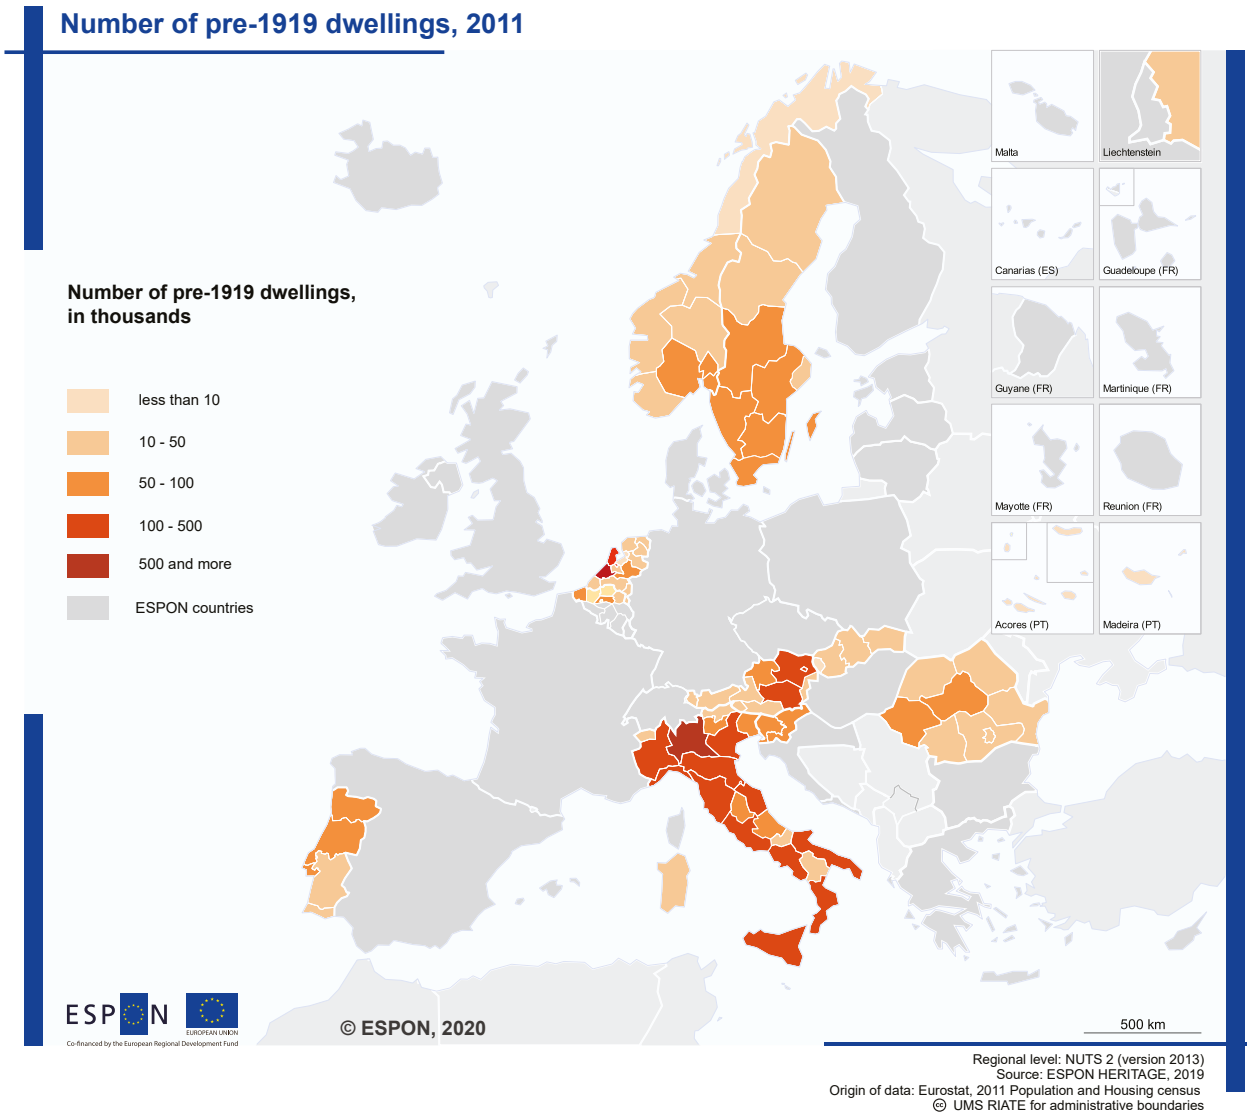 Number of pre-1919 dwellings, 2011
Malta
Liechtenstein
Canarias (ES)
Guadeloupe (FR)
Guyane (FR)
Martinique (FR)
Mayotte (FR)
Reunion (FR)
Acores (PT)
Madeira (PT)
Number of pre-1919 dwellings,
in thousands
less than 10
10 - 50
50 - 100
100 - 500
500 and more
ESPON countries
ESPON
EUROPEAN UNION
Co-financed by the European Regional Development Fund
© ESPON, 2020
500 km
Regional level: NUTS 2 (version 2013)
Source: ESPON HERITAGE, 2019
Origin of data: Eurostat, 2011 Population and Housing census
cc UMS RIATE for administrative boundaries